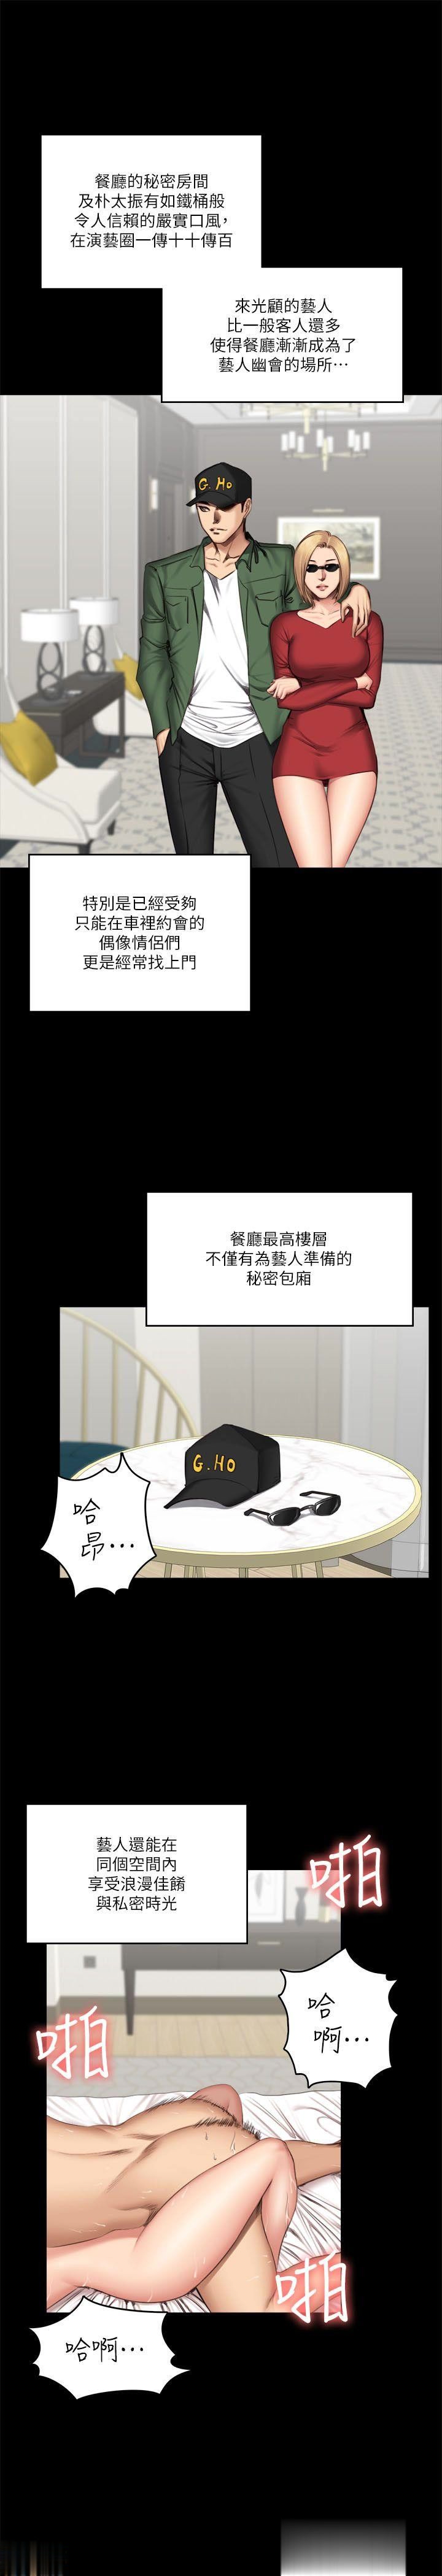 餐廳的秘密房間
及朴太振有如鐵桶般
令人信賴的嚴實口風，
在演藝圈一傳十十傳百
來光顧的藝人
比一般客人還多
使得餐廳漸漸成為了
藝人幽會的場所…
G. Ho
特別是已經受夠
只能在車裡約會的
偶像情侶們
更是經常找上門
餐廳最高樓層
不僅有為藝人準備的
秘密包廂
G.Ho
哈
昂…
藝人還能在
同個空間內
享受浪漫佳餚
與私密時光
啪
哈
啊…
啪
啪
哈啊…